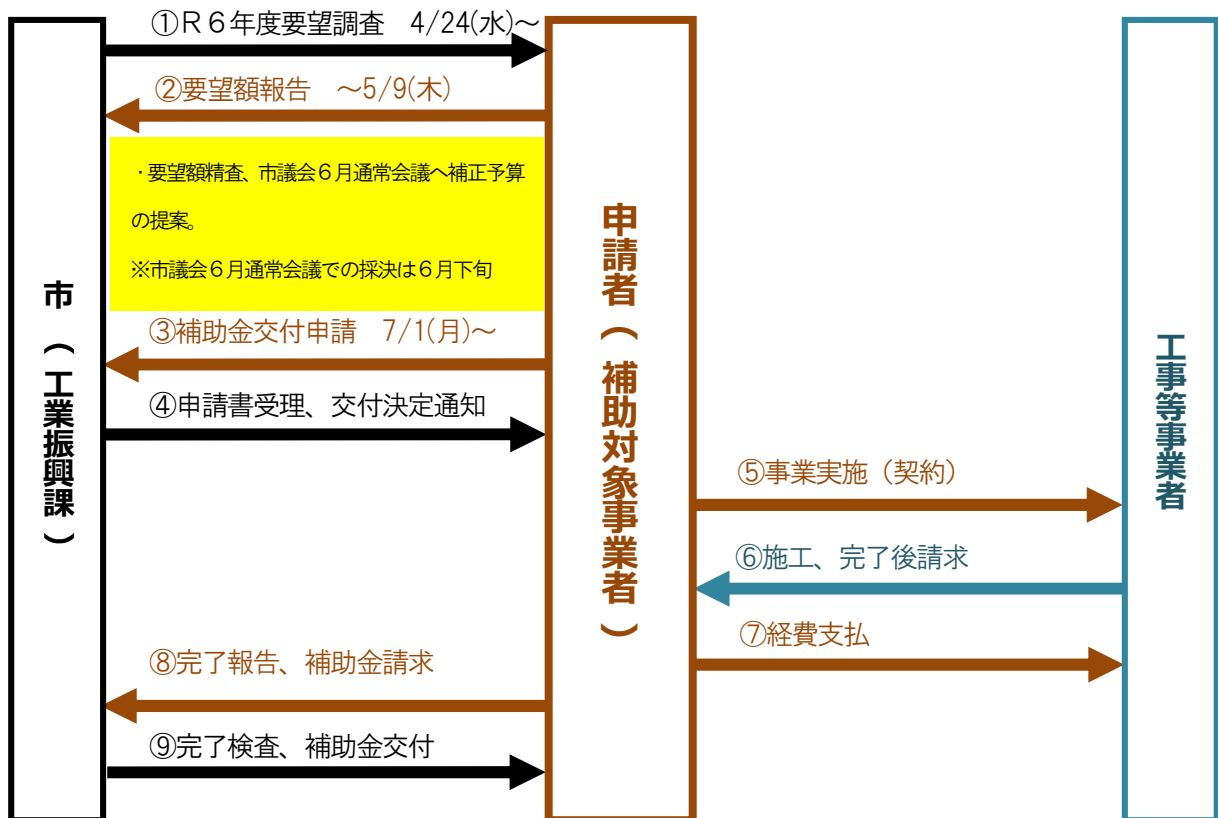 ①Ｒ６年度要望調査　4/24(水)～
②要望額報告　～5/9(木)
・要望額精査、市議会６月通常会議へ補正予算
の提案。
※市議会６月通常会議での採決は６月下旬
③補助金交付申請　7/1(月)～
④申請書受理、交付決定通知
⑤事業実施（契約）
⑥施工、完了後請求
⑦経費支払
⑧完了報告、補助金請求
⑨完了検査、補助金交付
市（工業振興課）
申請者（補助対象事業者）
工事等事業者